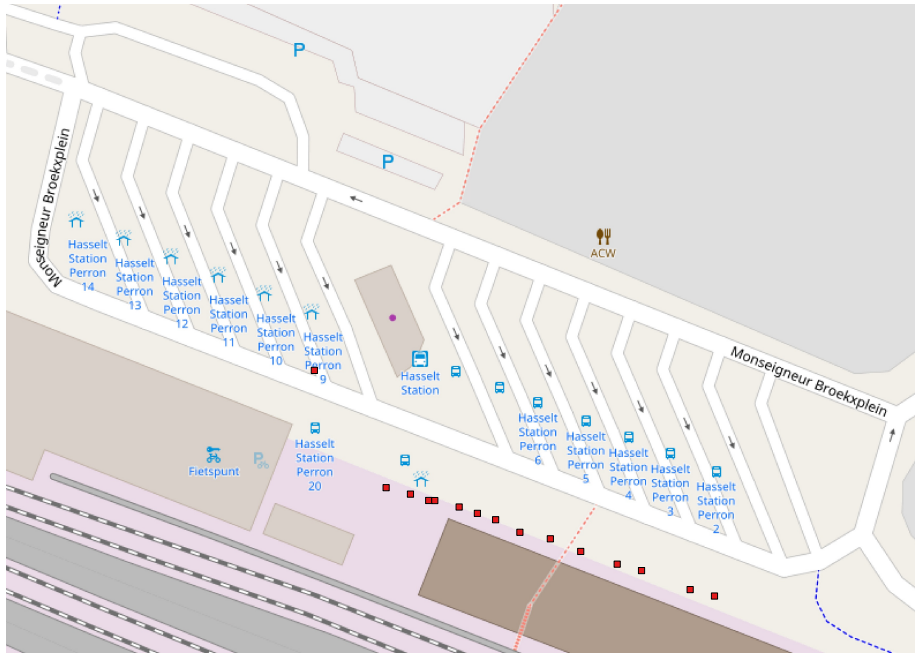 P
P
Monseigneur Broekxplein
Monseigneur Broekxplein
ACW
Hasselt
Station
Perron
14
Hasselt
Station
Perron
13
Hasselt
Station
Perron
12
Hasselt
Station
Perron
11
Hasselt
Station
Perron
10
Hasselt
Station
Perron
9
Hasselt
Station
Hasselt
Station
Perron
6
Hasselt
Station
Perron
5
Hasselt
Station
Perron
4
Hasselt
Station
Perron
3
Hasselt
Station
Perron
2
Hasselt
Station
Perron
20
Fietspunt
P